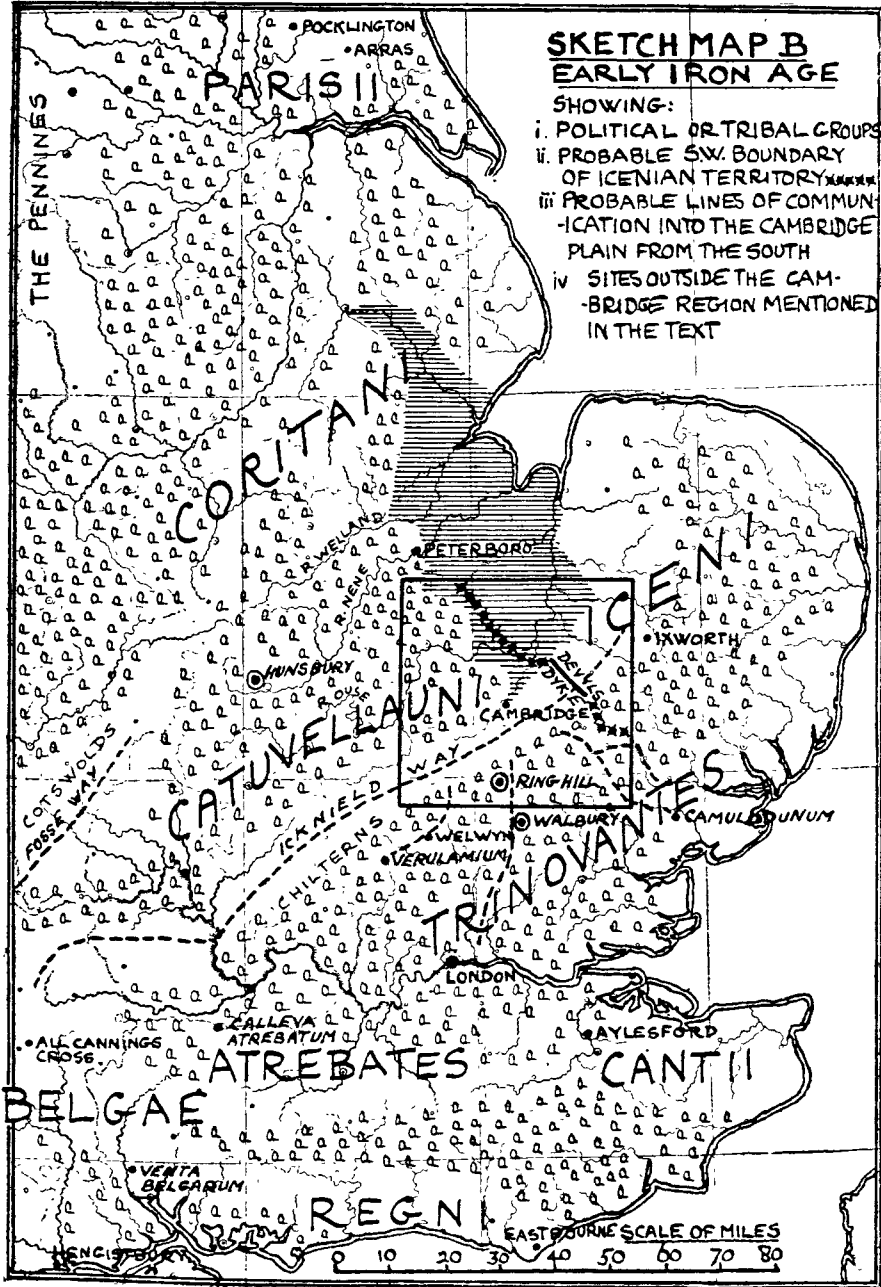 SKETCH MAP B
EARLY IRON AGE
SHOWING:
i. POLITICAL OR TRIBAL GROUPS
ii. PROBABLE S.W. BOUNDARY
OF ICENIAN TERRITORY xxxxx
iii PROBABLE LINES OF COMMUN-
-ICATION INTO THE CAMBRIDGE
PLAIN FROM THE SOUTH
iv SITES OUTSIDE THE CAM-
-BRIDGE REGION MENTIONED
IN THE TEXT
POCKLINGTON
ARRAS
PARISII
THE PENNINES
CORITANI
R. WELLAND
PETERBORO'
R. NENE
ICENI
IXWORTH
HUNSBURY
DEVIL'S
DYKE
R. OUSE
CAMBRIDGE
CATUVELLAUNI
COTSWOLDS
FOSSE WAY
ICKNIELD WAY
RING HILL
CHILTERNS
WELWYN
WALBURY
CAMULODUNUM
VERULAMIUM
TRINOVANTES
LONDON
CALLEVA
ATREBATUM
ALL CANNINGS
CROSS
AYLESFORD
ATREBATES
CANTII
BELGAE
VENTA
BELGARUM
REGNI
HENGISTBURY
EASTBOURNE
SCALE OF MILES
0 10 20 30 40 50 60 70 80